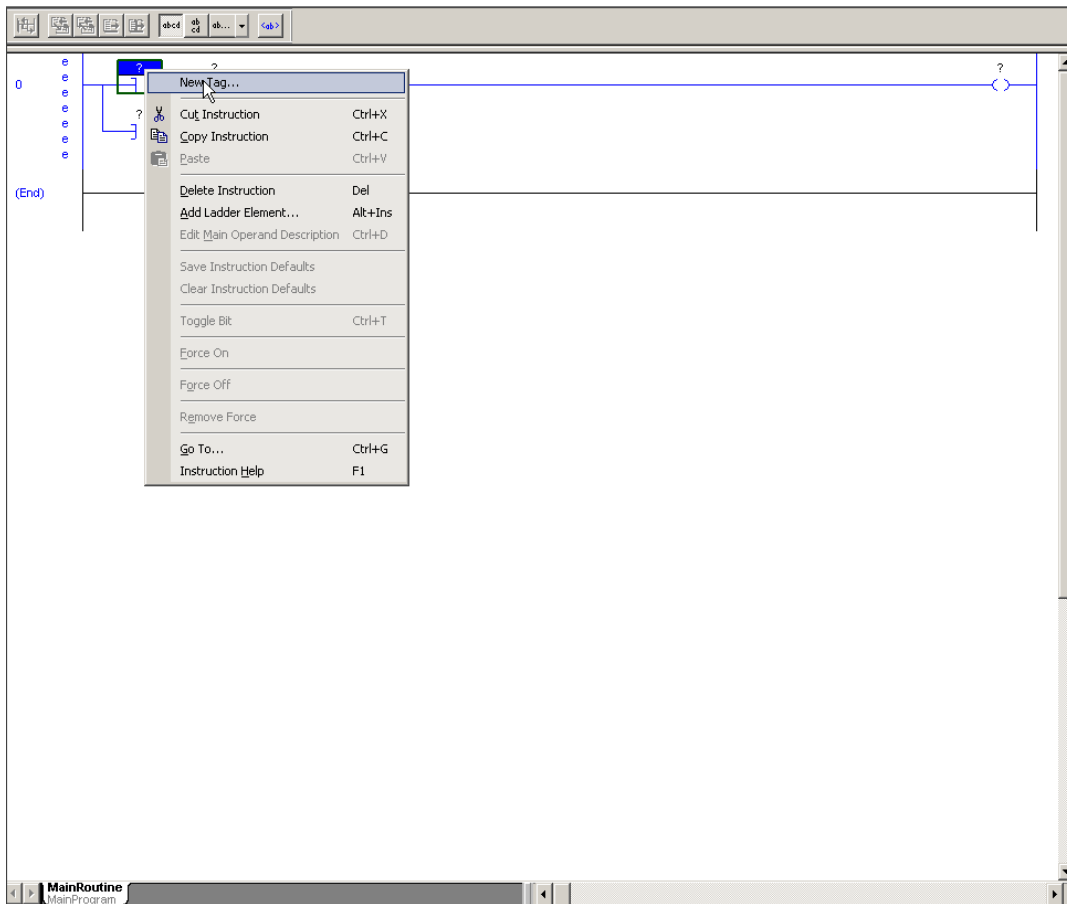 abcd ab cd ab... <ab>
e
? ? ?
0 e
e
New Tag...
e
? Cut Instruction Ctrl+X
e
Copy Instruction Ctrl+C
e
e
Paste Ctrl+V
(End)
Delete Instruction Del
Add Ladder Element... Alt+Ins
Edit Main Operand Description Ctrl+D
Save Instruction Defaults
Clear Instruction Defaults
Toggle Bit Ctrl+T
Force On
Force Off
Remove Force
Go To... Ctrl+G
Instruction Help F1
MainRoutine
MainProgram